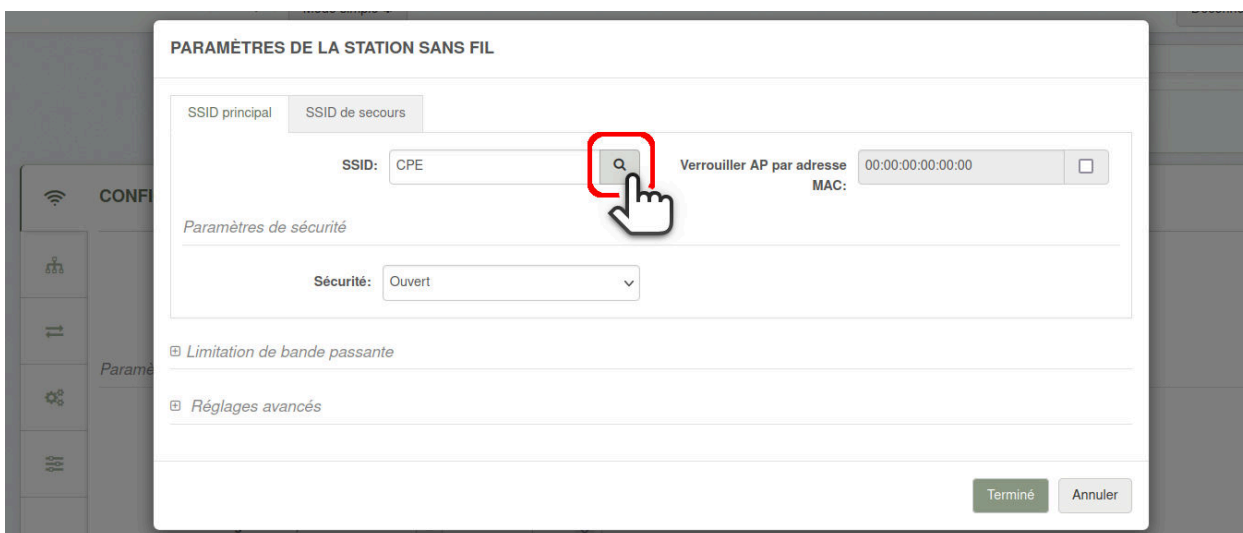 PARAMÈTRES DE LA STATION SANS FIL
SSID principal SSID de secours
SSID: CPE Verrouiller AP par adresse MAC: 00:00:00:00:00:00
CONFI
Paramètres de sécurité
Sécurité: Ouvert
Limitation de bande passante
Paramè
Réglages avancés
Terminé Annuler